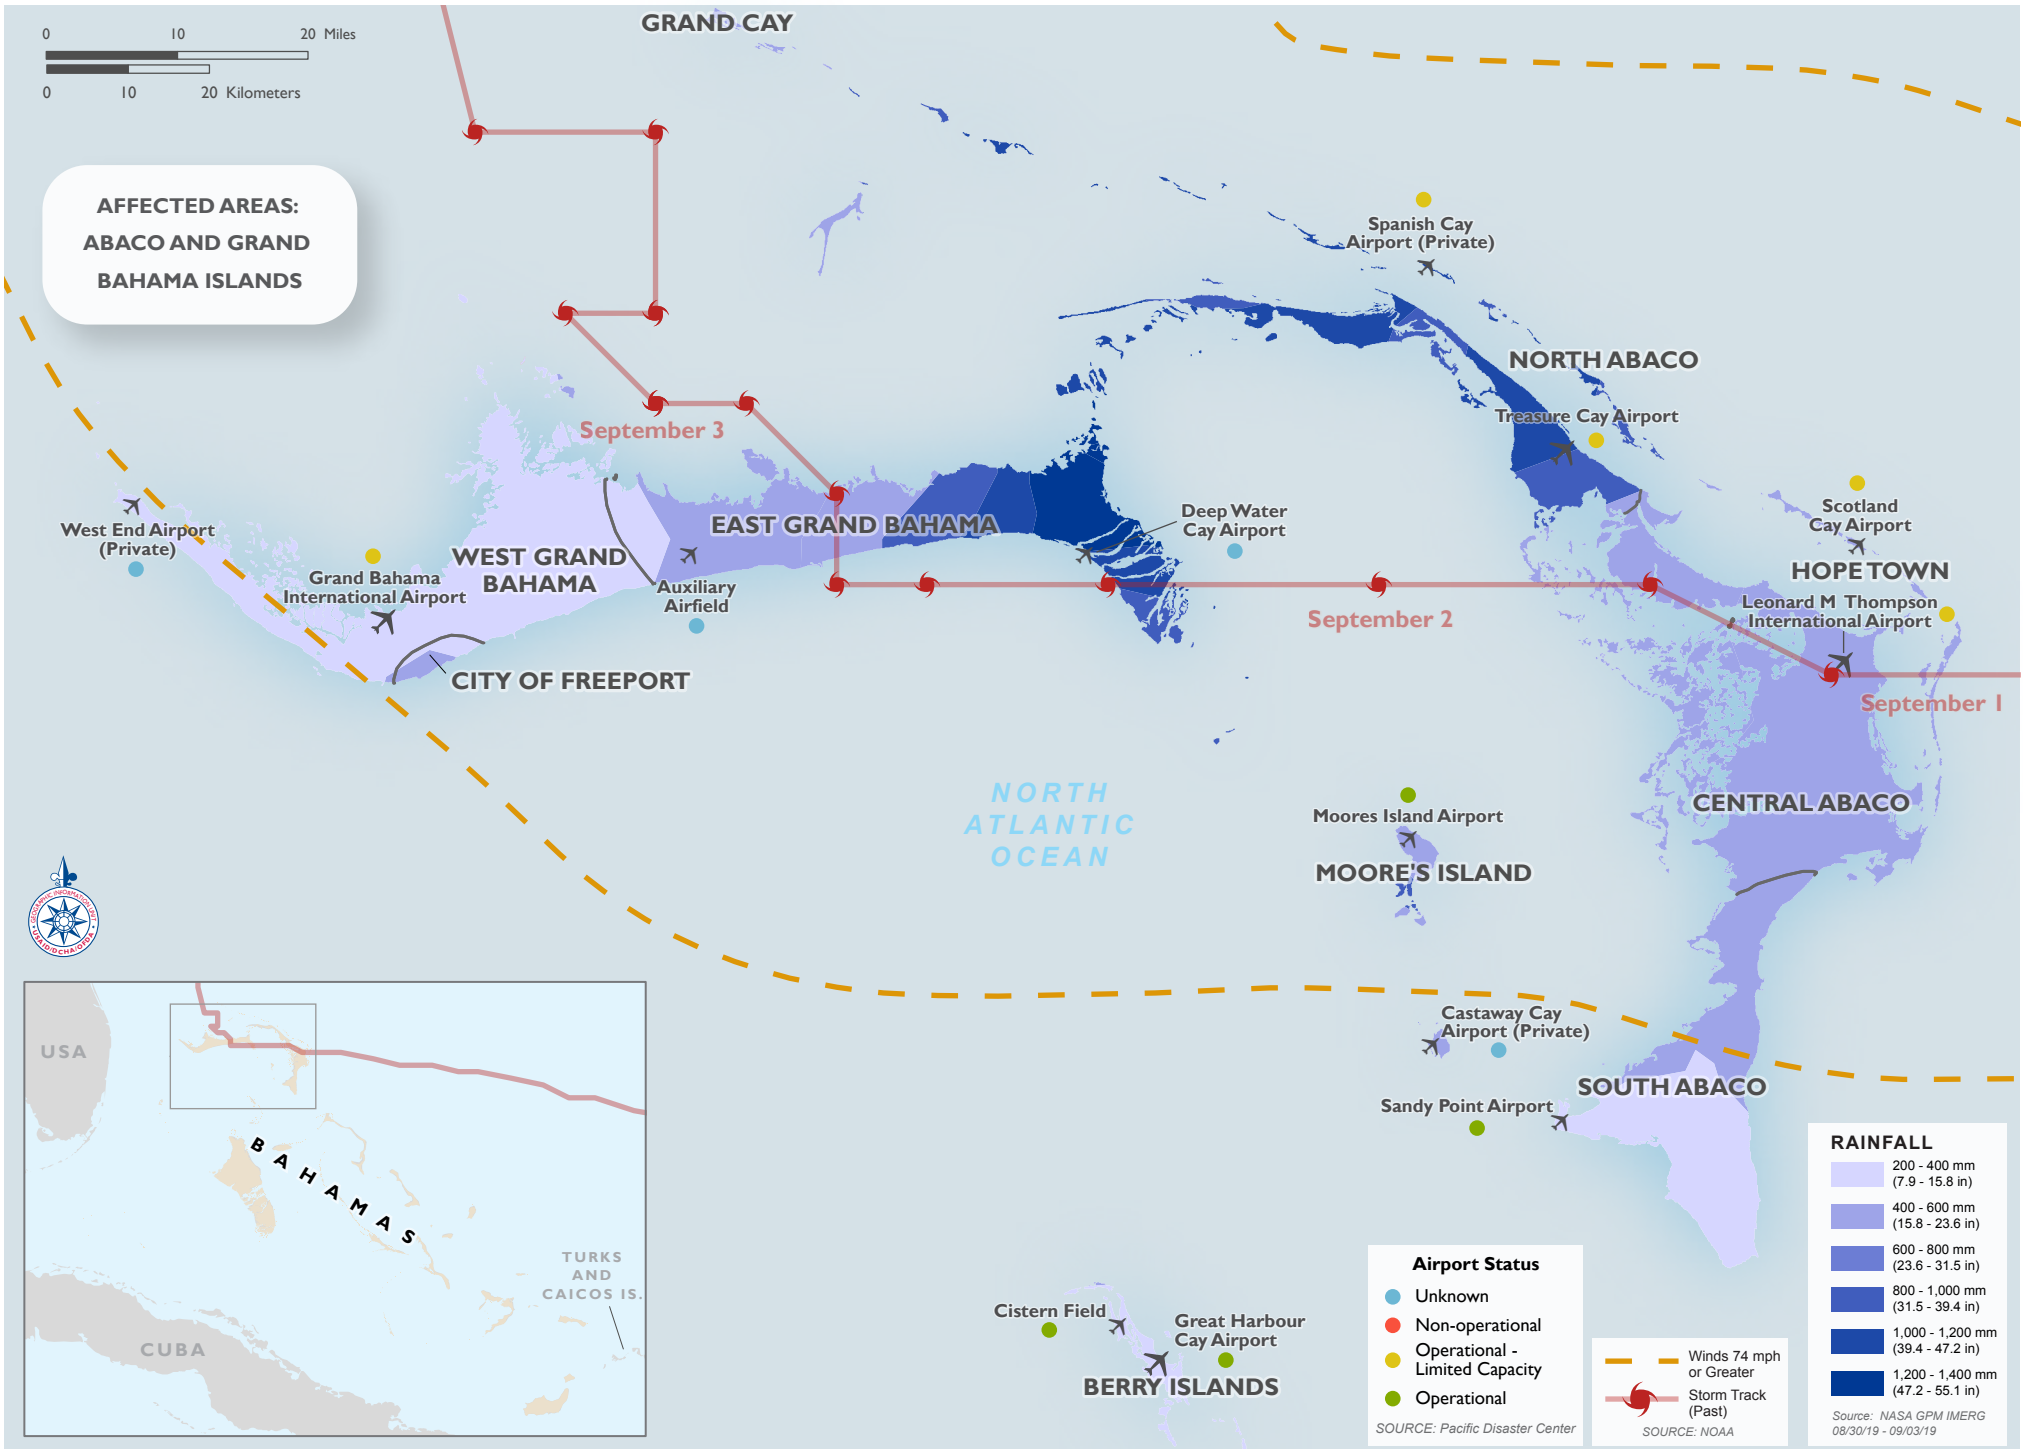 GRAND CAY
0 10 20 Miles
0 10 20 Kilometers
AFFECTED AREAS:
ABACO AND GRAND
BAHAMA ISLANDS
Spanish Cay
Airport (Private)
NORTH ABACO
Treasure Cay Airport
September 3
West End Airport
(Private)
Grand Bahama
International Airport
WEST GRAND
BAHAMA
EAST GRAND BAHAMA
Auxiliary
Airfield
Deep Water
Cay Airport
Scotland
Cay Airport
HOPE TOWN
Leonard M Thompson
International Airport
September 2
CITY OF FREEPORT
September 1
NORTH
ATLANTIC
OCEAN
Moores Island Airport
MOORE'S ISLAND
CENTRAL ABACO
GEOGRAPHIC INFORMATION UNIT
USAID/DCHA/OFDA
Castaway Cay
Airport (Private)
SOUTH ABACO
Sandy Point Airport
USA
BAHAMAS
TURKS
AND
CAICOS IS.
CUBA
Cistern Field
Great Harbour
Cay Airport
BERRY ISLANDS
Airport Status
Unknown
Non-operational
Operational -
Limited Capacity
Operational
SOURCE: Pacific Disaster Center
Winds 74 mph
or Greater
Storm Track
(Past)
SOURCE: NOAA
RAINFALL
200 - 400 mm
(7.9 - 15.8 in)
400 - 600 mm
(15.8 - 23.6 in)
600 - 800 mm
(23.6 - 31.5 in)
800 - 1,000 mm
(31.5 - 39.4 in)
1,000 - 1,200 mm
(39.4 - 47.2 in)
1,200 - 1,400 mm
(47.2 - 55.1 in)
Source: NASA GPM IMERG
08/30/19 - 09/03/19